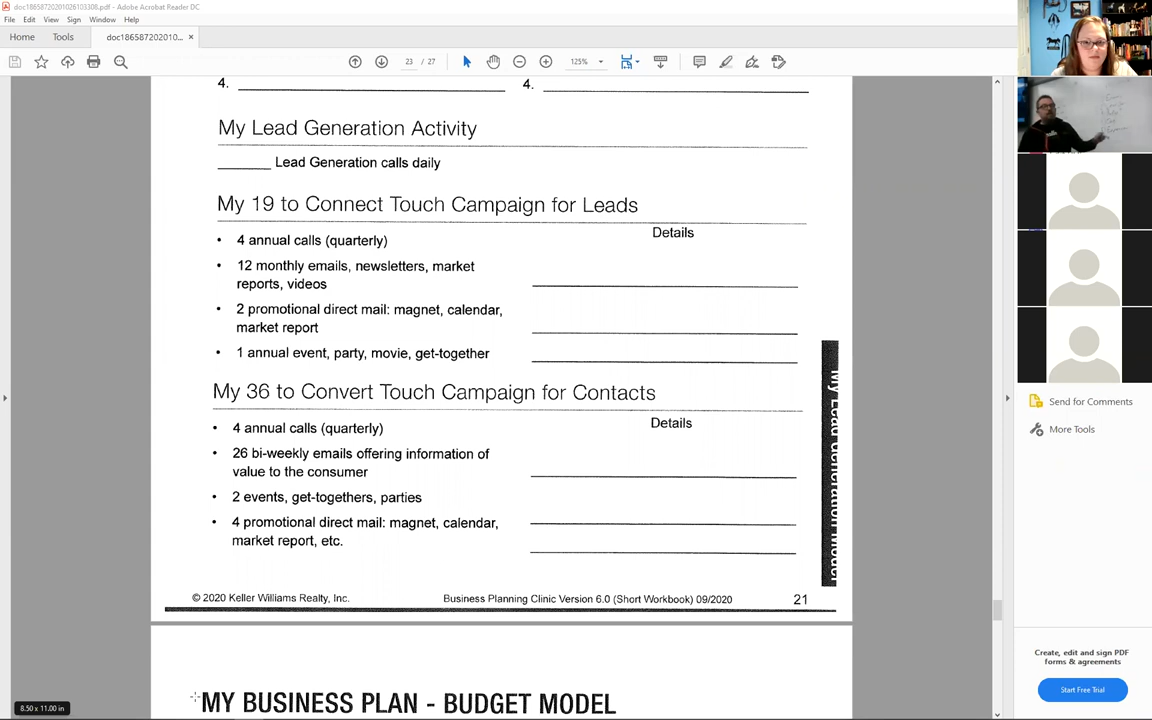 doc18658720201026103308.pdf - Adobe Acrobat Reader DC
File Edit View Sign Window Help
Home Tools doc186587202010... ×
23 / 27 125%
4. 4.
My Lead Generation Activity
______ Lead Generation calls daily
My 19 to Connect Touch Campaign for Leads
Details
• 4 annual calls (quarterly)
• 12 monthly emails, newsletters, market
reports, videos
• 2 promotional direct mail: magnet, calendar,
market report
• 1 annual event, party, movie, get-together
My 36 to Convert Touch Campaign for Contacts
Details
• 4 annual calls (quarterly)
• 26 bi-weekly emails offering information of
value to the consumer
• 2 events, get-togethers, parties
• 4 promotional direct mail: magnet, calendar,
market report, etc.
My Lead Generation Model
© 2020 Keller Williams Realty, Inc. Business Planning Clinic Version 6.0 (Short Workbook) 09/2020 21
MY BUSINESS PLAN - BUDGET MODEL
8.50 x 11.00 in
Send for Comments
More Tools
Create, edit and sign PDF
forms & agreements
Start Free Trial